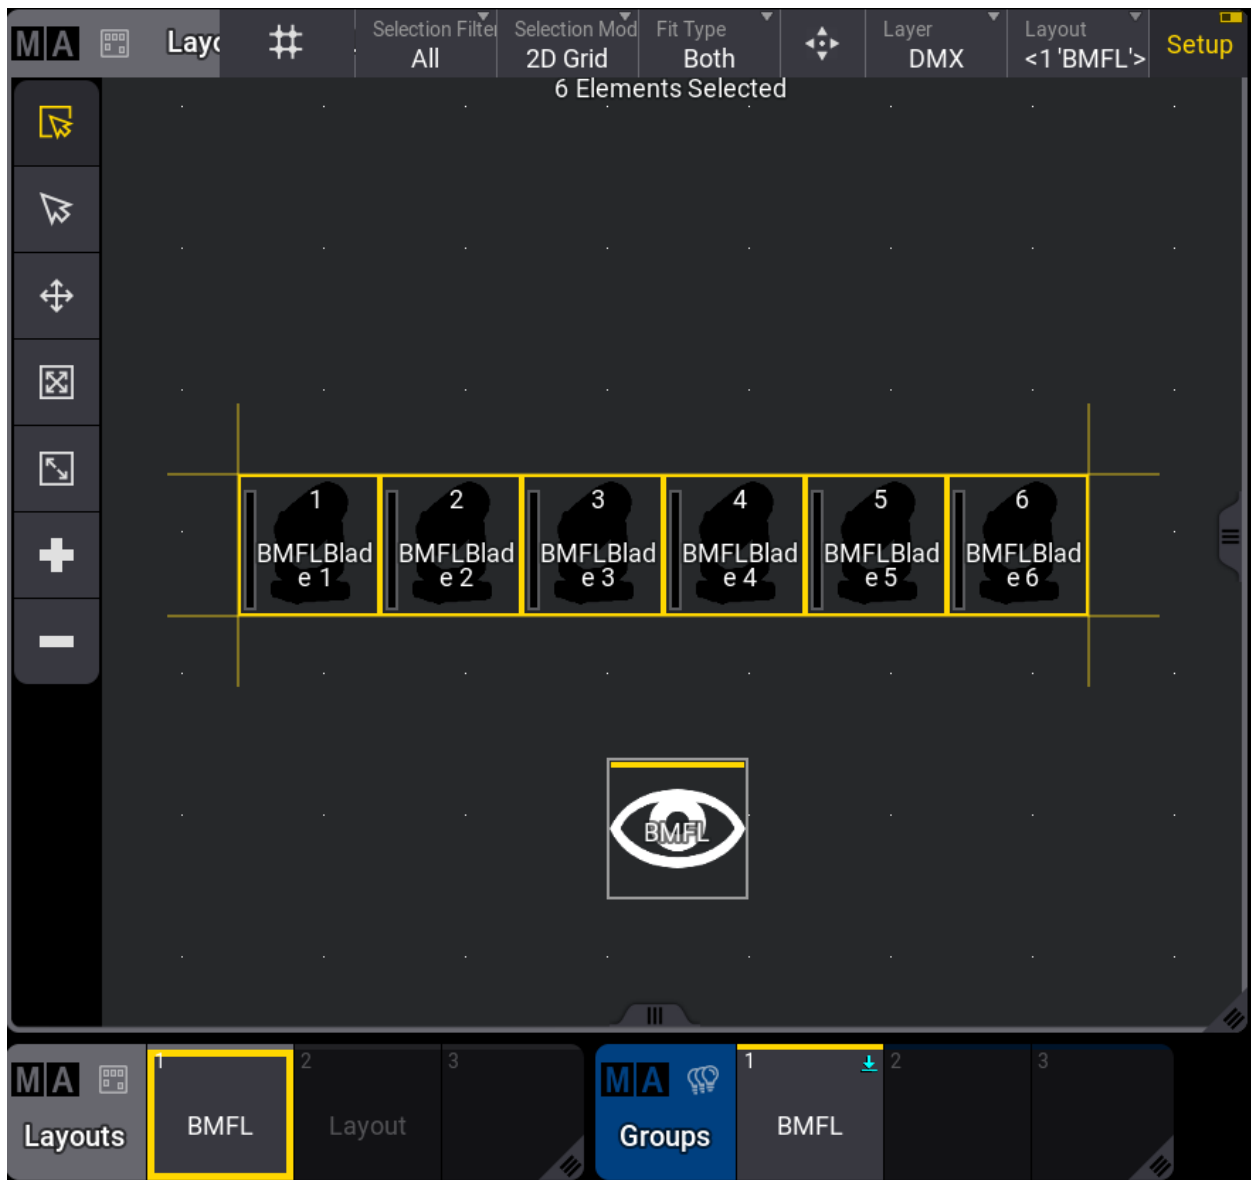 MA Layo Selection Filter Selection Mod Fit Type Layer Layout
All 2D Grid Both DMX <1 'BMFL'> Setup
6 Elements Selected
1 2 3 4 5 6
BMFLBlad BMFLBlad BMFLBlad BMFLBlad BMFLBlad BMFLBlad
e 1 e 2 e 3 e 4 e 5 e 6
BMFL
1 2 3 1 2 3
MA MA
Layouts BMFL Layout Groups BMFL